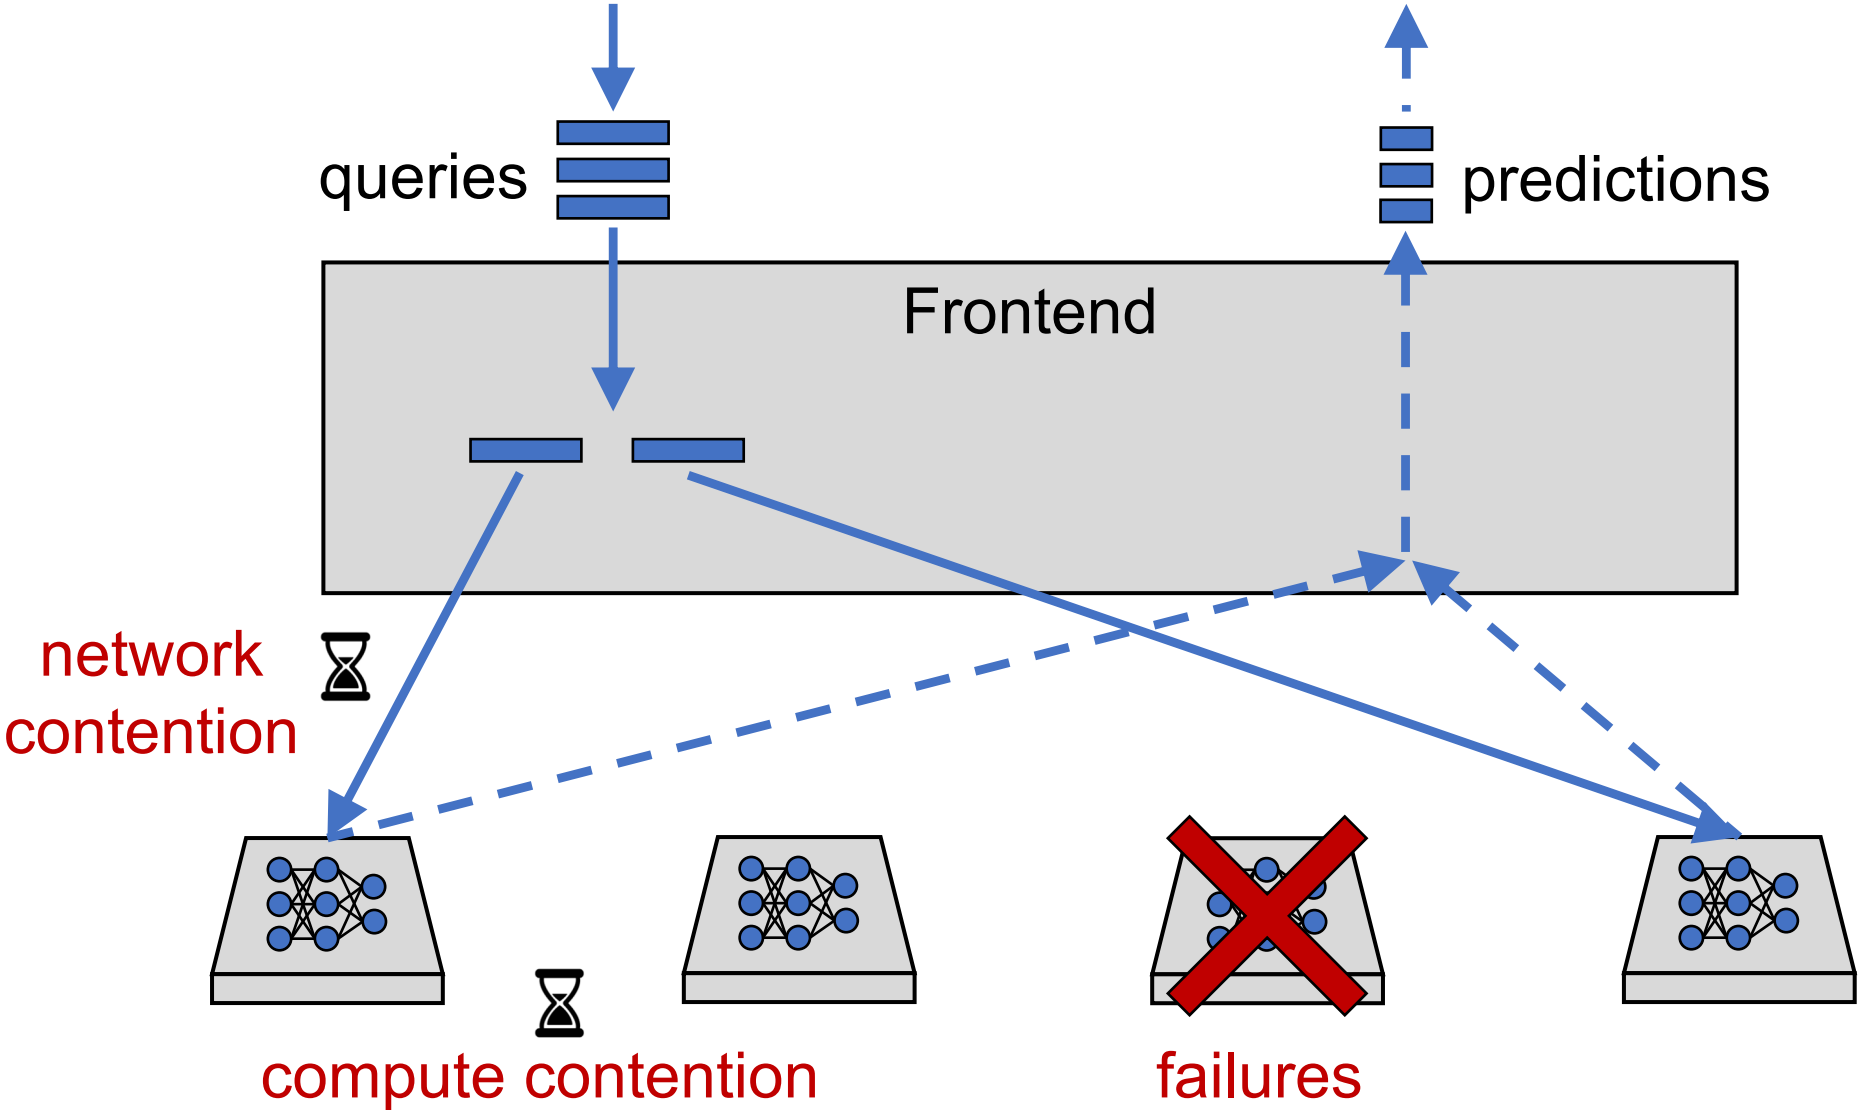 queries
predictions
Frontend
network
contention
compute contention
failures